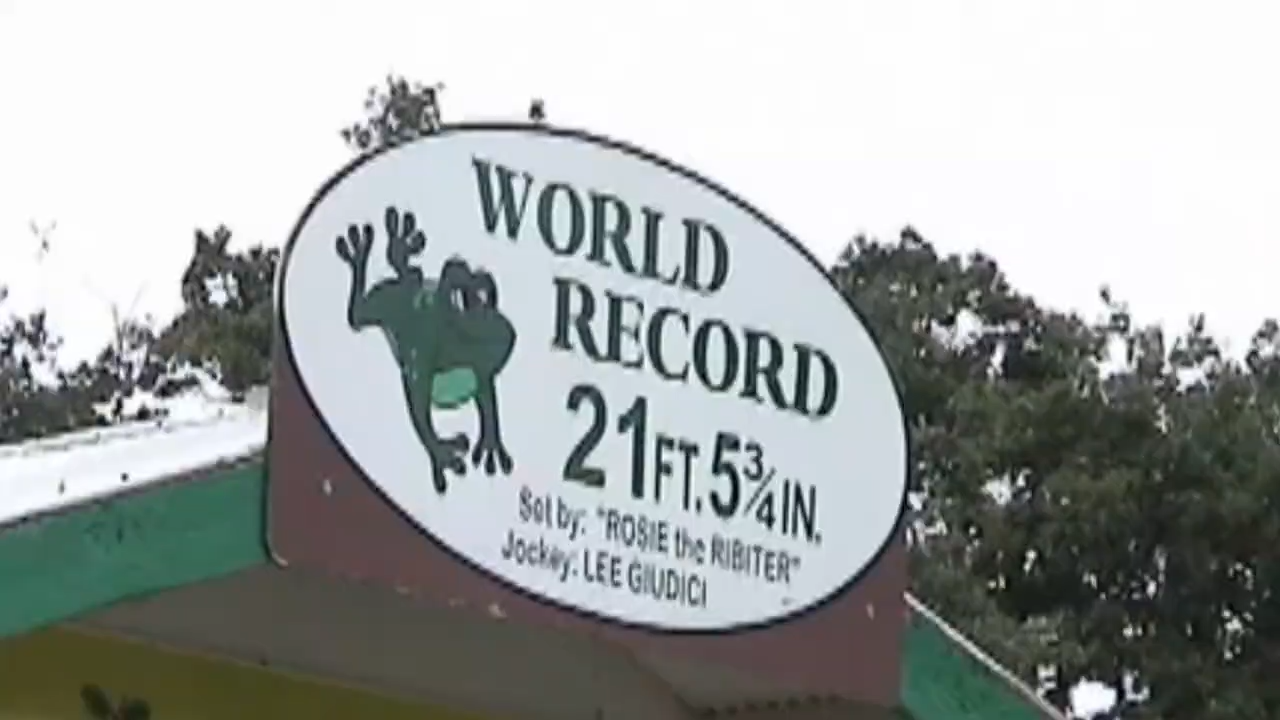 WORLD
RECORD
21 FT. 5 3/4 IN.
Set by: "ROSIE the RIBITER"
Jockey: LEE GIUDICI